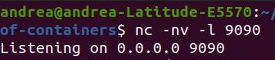 andrea@andrea-Latitude-E5570:
of-containers$ nc -nv -l 9090
Listening on 0.0.0.0 9090